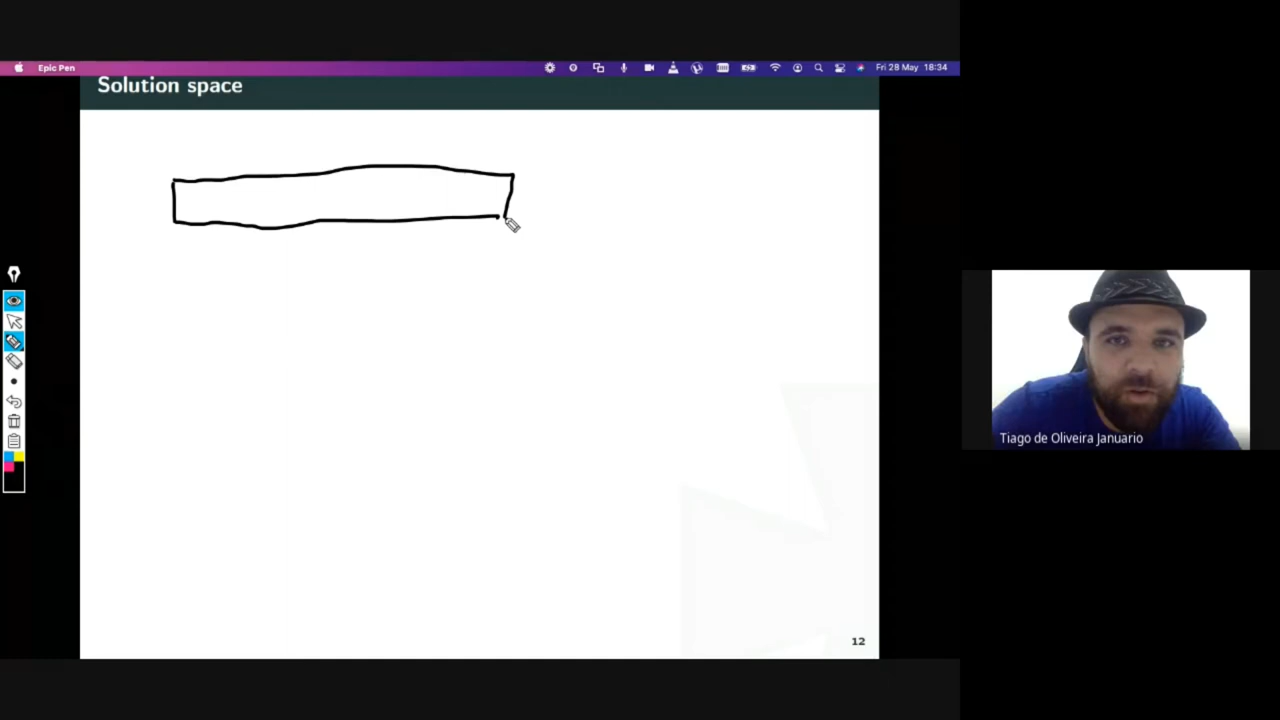 Epic Pen
Fri 28 May 18:34
Solution space
Tiago de Oliveira Januario
12